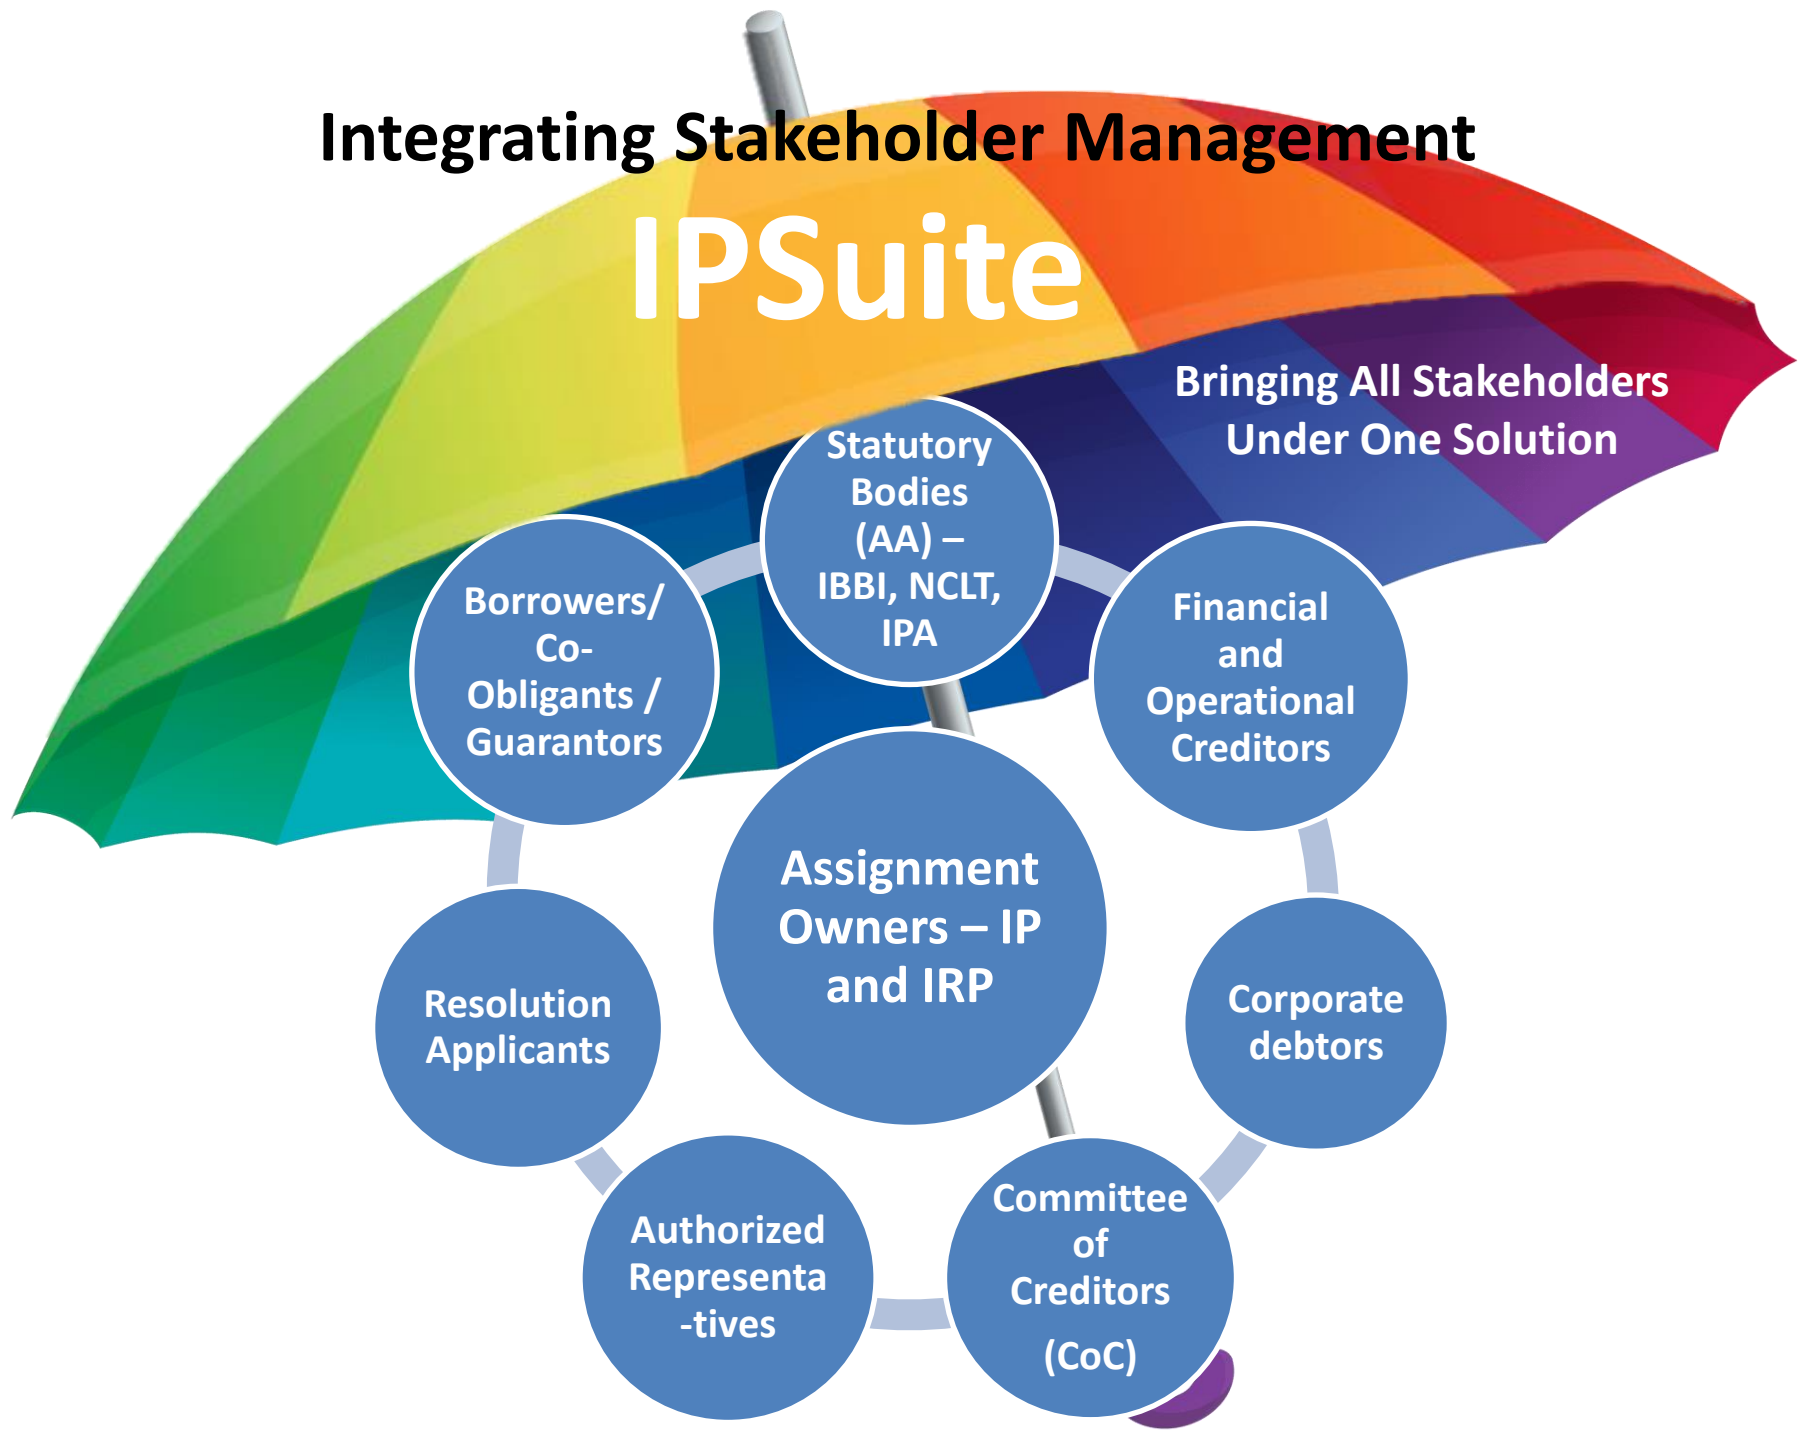 Integrating Stakeholder Management
IPSuite
Bringing All Stakeholders
Under One Solution
Statutory
Bodies
(AA) –
IBBI, NCLT,
IPA
Borrowers/
Co-
Obligants /
Guarantors
Financial
and
Operational
Creditors
Assignment
Owners – IP
and IRP
Resolution
Applicants
Corporate
debtors
Authorized
Representa
-tives
Committee
of
Creditors
(CoC)